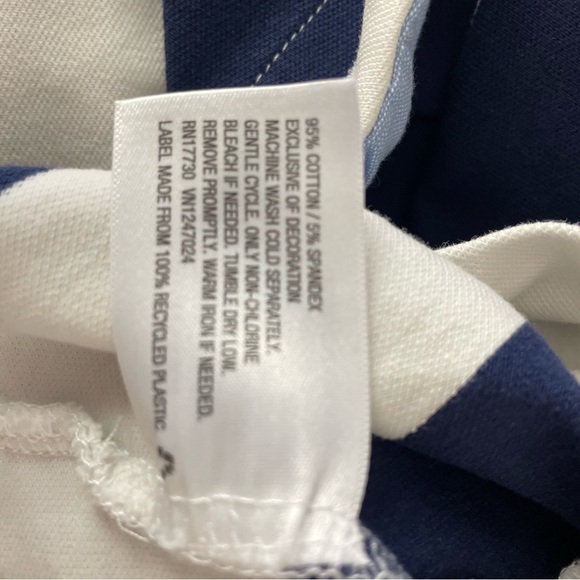 95% COTTON / 5% SPANDEX
EXCLUSIVE OF DECORATION
MACHINE WASH COLD SEPARATELY.
GENTLE CYCLE. ONLY NON-CHLORINE
BLEACH IF NEEDED. TUMBLE DRY LOW.
REMOVE PROMPTLY. WARM IRON IF NEEDED.
RN17730 VN1247024
LABEL MADE FROM 100% RECYCLED PLASTIC.